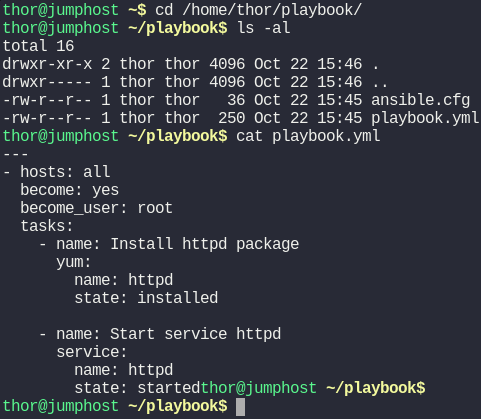 thor@jumphost ~$ cd /home/thor/playbook/
thor@jumphost ~/playbook$ ls -al
total 16
drwxr-xr-x 2 thor thor 4096 Oct 22 15:46 .
drwxr----- 1 thor thor 4096 Oct 22 15:46 ..
-rw-r--r-- 1 thor thor   36 Oct 22 15:45 ansible.cfg
-rw-r--r-- 1 thor thor  250 Oct 22 15:45 playbook.yml
thor@jumphost ~/playbook$ cat playbook.yml
---
- hosts: all
  become: yes
  become_user: root
  tasks:
    - name: Install httpd package
      yum:
        name: httpd
        state: installed

    - name: Start service httpd
      service:
        name: httpd
        state: startedthor@jumphost ~/playbook$
thor@jumphost ~/playbook$